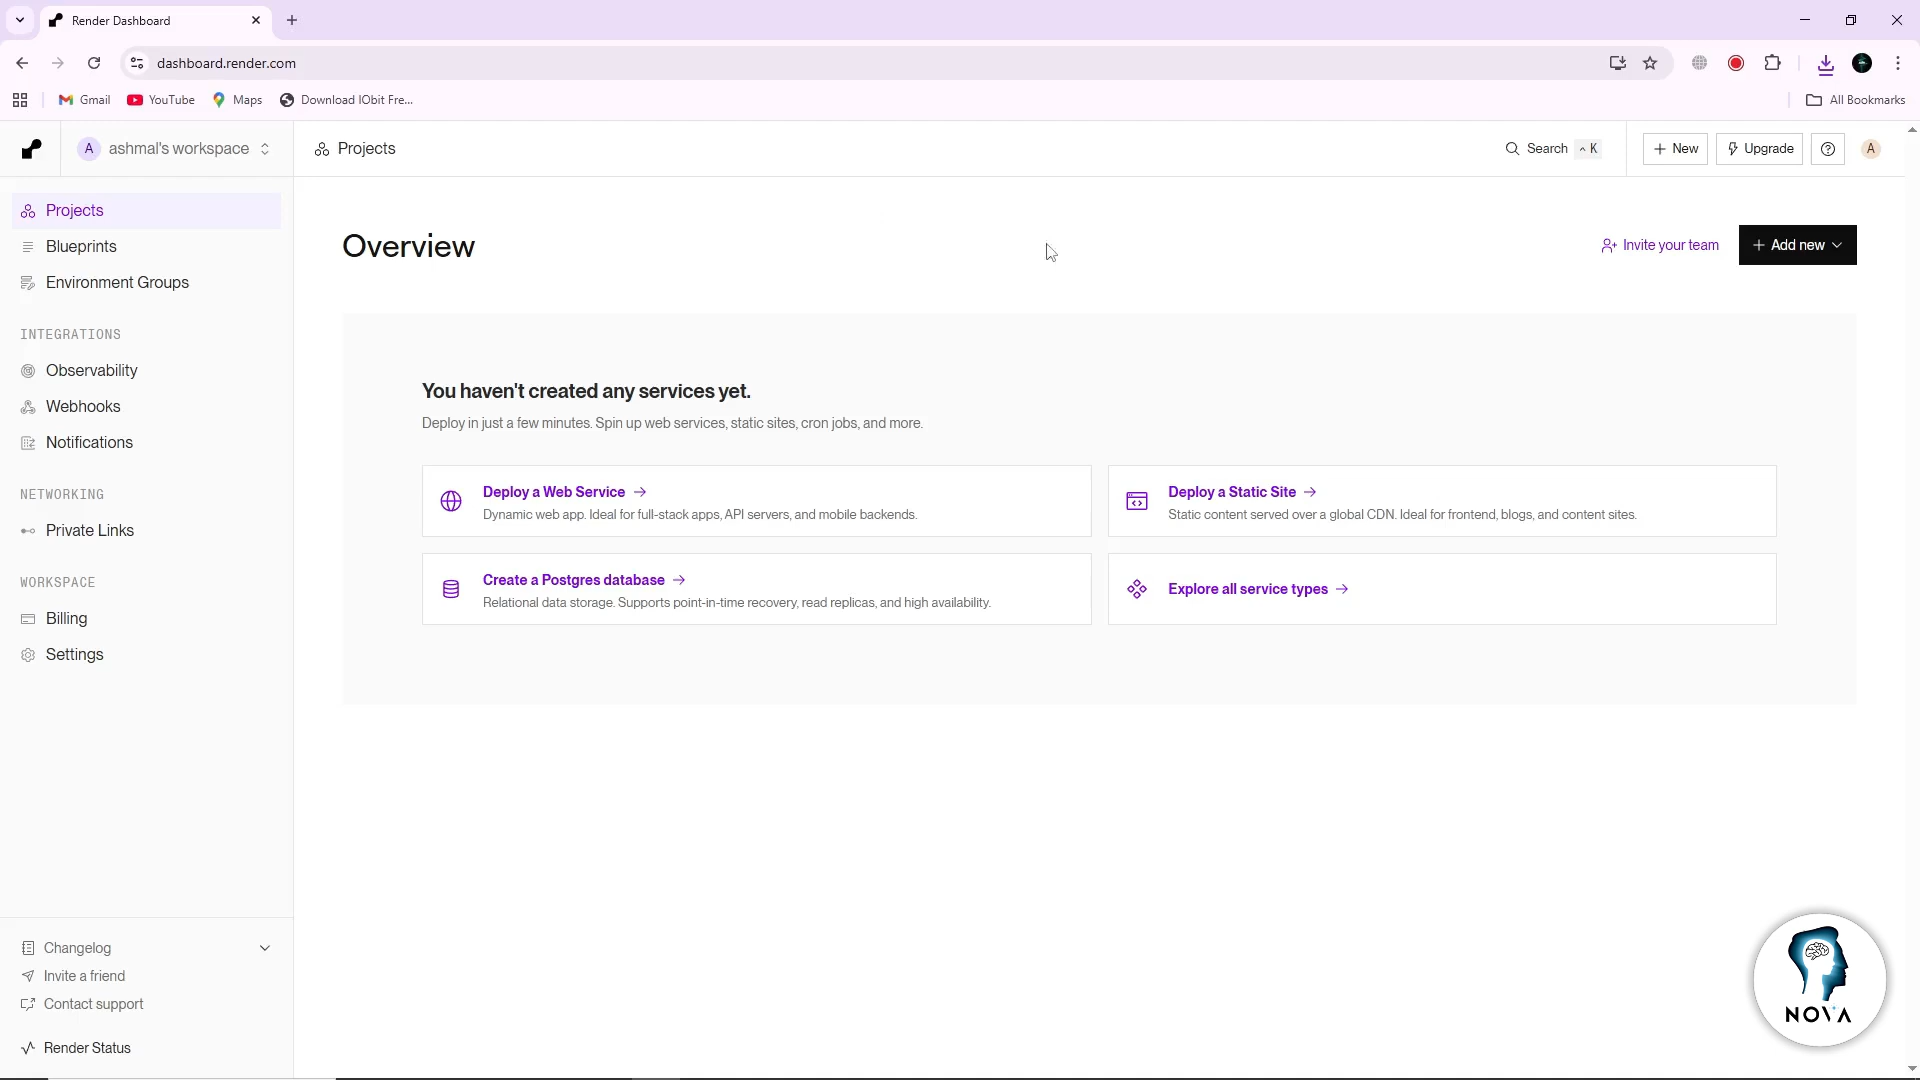 Render Dashboard
dashboard.render.com
Gmail
YouTube
Maps
Download IObit Fre...
All Bookmarks
A
ashmal's workspace
Projects
Search
^ K
+ New
Upgrade
A
Projects
Blueprints
Environment Groups
INTEGRATIONS
Observability
Webhooks
Notifications
NETWORKING
Private Links
WORKSPACE
Billing
Settings
Changelog
Invite a friend
Contact support
Render Status
Overview
Invite your team
+ Add new
You haven't created any services yet.
Deploy in just a few minutes. Spin up web services, static sites, cron jobs, and more.
Deploy a Web Service →
Dynamic web app. Ideal for full-stack apps, API servers, and mobile backends.
Deploy a Static Site →
Static content served over a global CDN. Ideal for frontend, blogs, and content sites.
Create a Postgres database →
Relational data storage. Supports point-in-time recovery, read replicas, and high availability.
Explore all service types →
NOVA